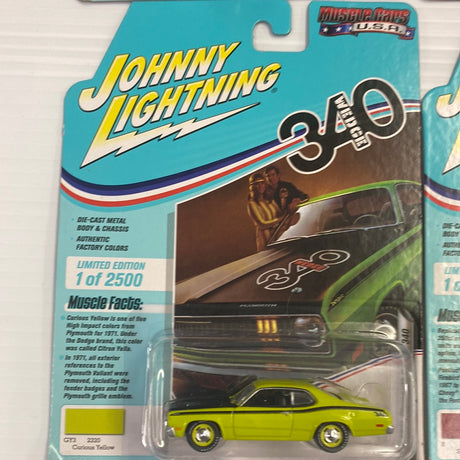 Muscle Cars
U.S.A.
JOHNNY
LIGHTNING®
340
WEDGE
• DIE-CAST METAL
BODY & CHASSIS
• AUTHENTIC
FACTORY COLORS
LIMITED EDITION
1 of 2500
Muscle Facts:
• Curious Yellow is one of five
High Impact colors from
Plymouth for 1971. Under
the Dodge brand, this color
was called Citron Yella.
• In 1971, all exterior
references to the
Plymouth Valiant were
removed, including the
fender badges and the
Plymouth grille emblem.
340
PLYMOUTH
340
GY3 2325
Curious Yellow